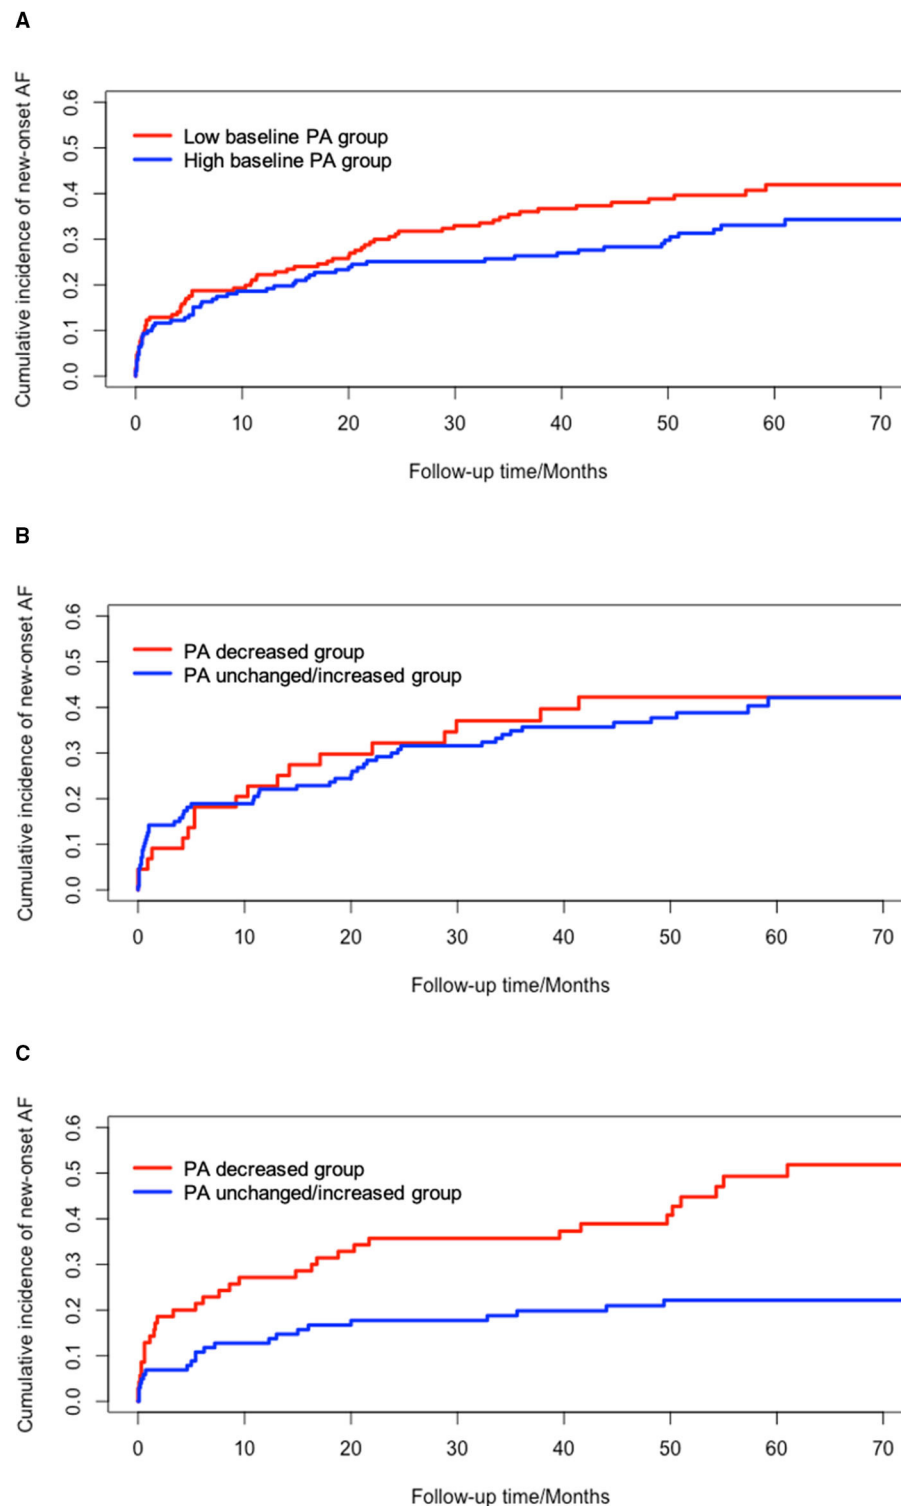 A
Cumulative incidence of new-onset AF
0.6
0.5
0.4
0.3
0.2
0.1
0.0
Low baseline PA group
High baseline PA group
0 10 20 30 40 50 60 70
Follow-up time/Months
B
Cumulative incidence of new-onset AF
0.6
0.5
0.4
0.3
0.2
0.1
0.0
PA decreased group
PA unchanged/increased group
0 10 20 30 40 50 60 70
Follow-up time/Months
C
Cumulative incidence of new-onset AF
0.6
0.5
0.4
0.3
0.2
0.1
0.0
PA decreased group
PA unchanged/increased group
0 10 20 30 40 50 60 70
Follow-up time/Months